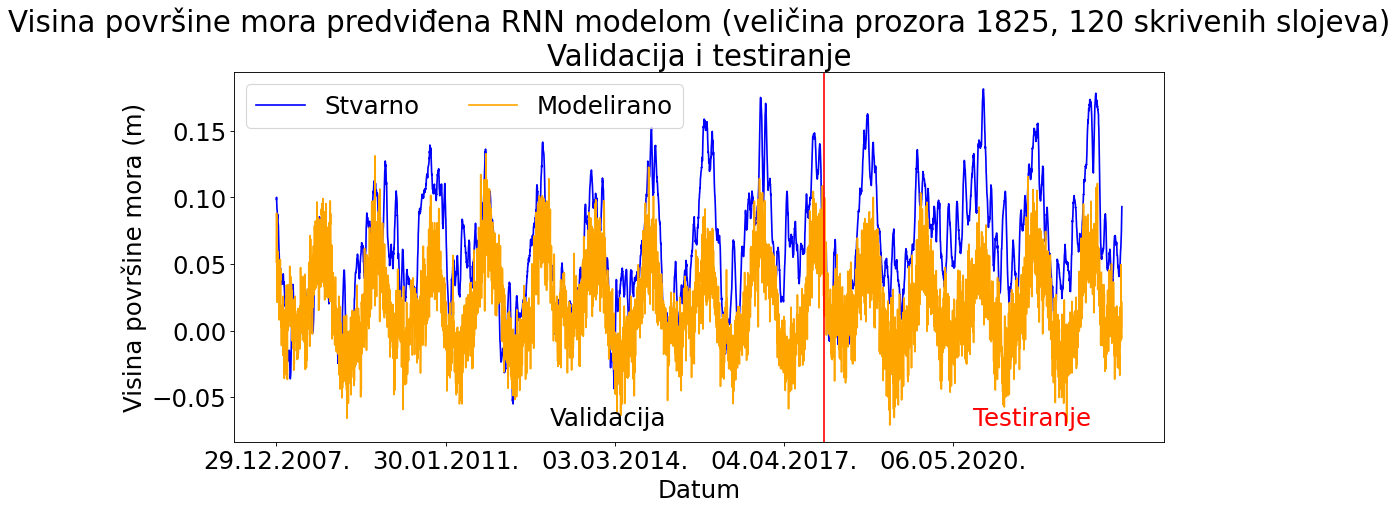 Visina površine mora predviđena RNN modelom (veličina prozora 1825, 120 skrivenih slojeva)
Validacija i testiranje
Stvarno
Modelirano
Visina površine mora (m)
0.15
0.10
0.05
0.00
−0.05
Validacija
Testiranje
29.12.2007.
30.01.2011.
03.03.2014.
04.04.2017.
06.05.2020.
Datum